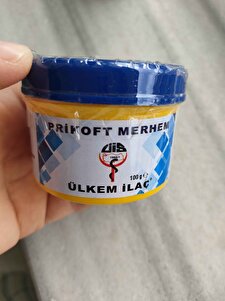 PRİKOFT MERHEM
ÜLKEM İLAÇ
100 g e